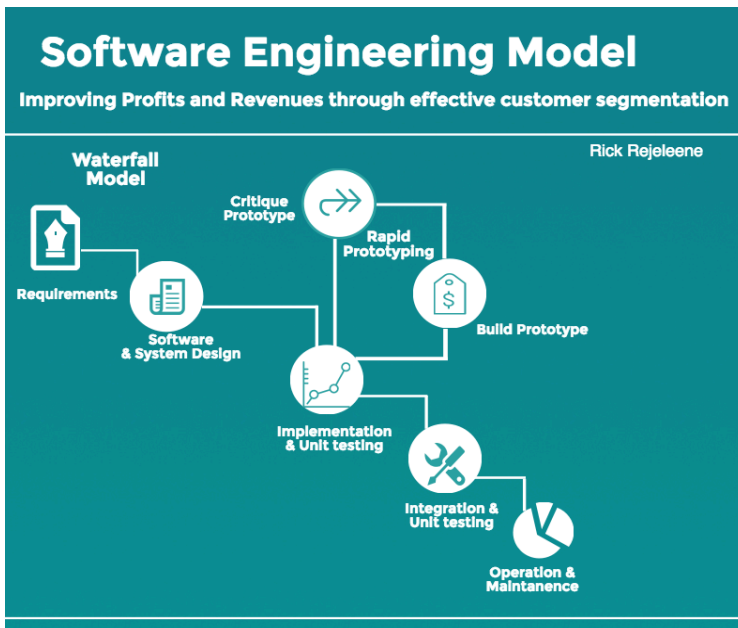 Software Engineering Model
Improving Profits and Revenues through effective customer segmentation
Rick Rejeleene
Waterfall
Model
Critique
Prototype
Rapid
Prototyping
Requirements
$
Build Prototype
Software
& System Design
Implementation
& Unit testing
Integration &
Unit testing
Operation &
Maintanence